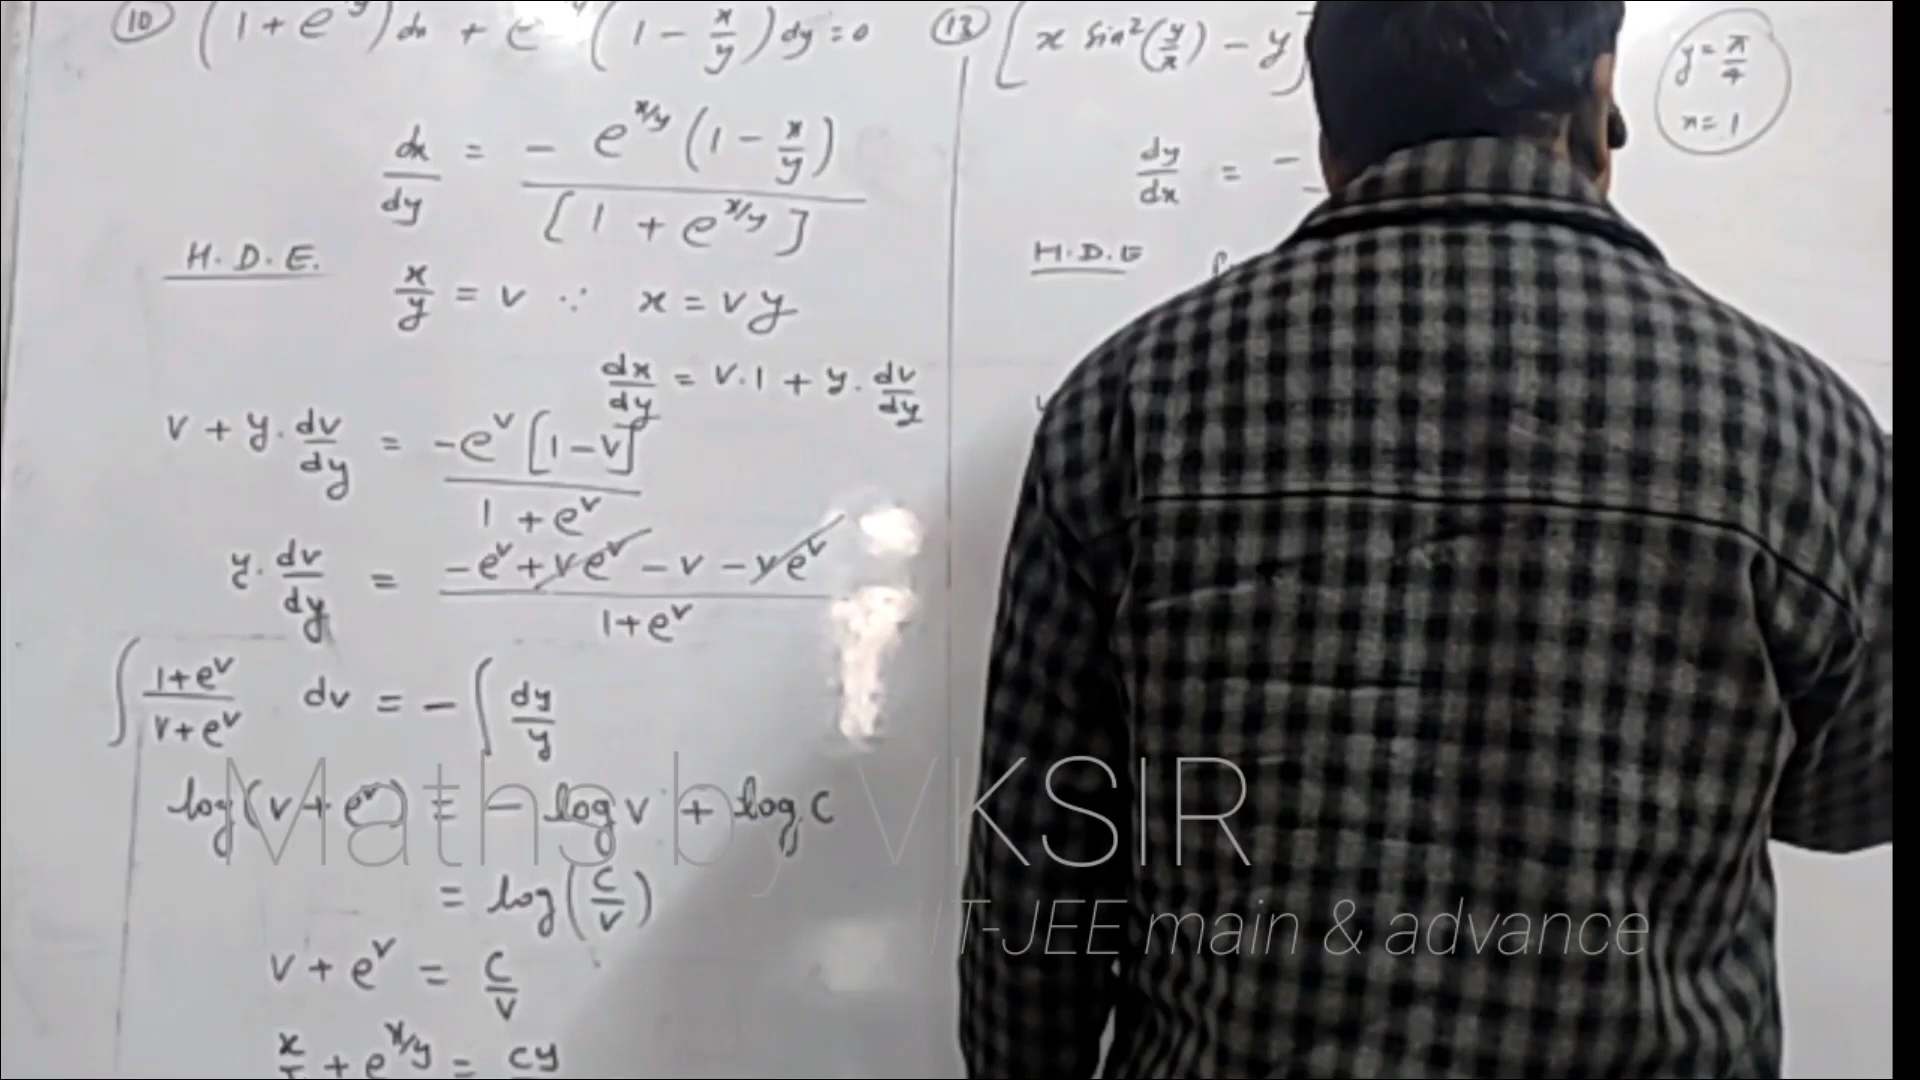 (10) (1 + e^y) dx + e^y (1 - x/y) dy = 0
dx/dy = - e^{x/y} (1 - x/y) / [1 + e^{x/y}]
H.D.E.
x/y = v ∵ x = vy
dx/dy = v.1 + y. dv/dy
v + y. dv/dy = -e^v [1-v] / 1 + e^v
y. dv/dy = -e^v + ve^v - v - ve^v / 1+e^v
∫ 1+e^v / v+e^v dv = - ∫ dy/y
log(v + e^v) = - log v + log c
= log(c/v)
v + e^v = c/v
+ e^{x/y} = cy
(13) [x sin²(y/x) - y]
y = π/4
x = 1
dy/dx = -
H.D.E
Maths by VKSIR
IIT-JEE main & advance